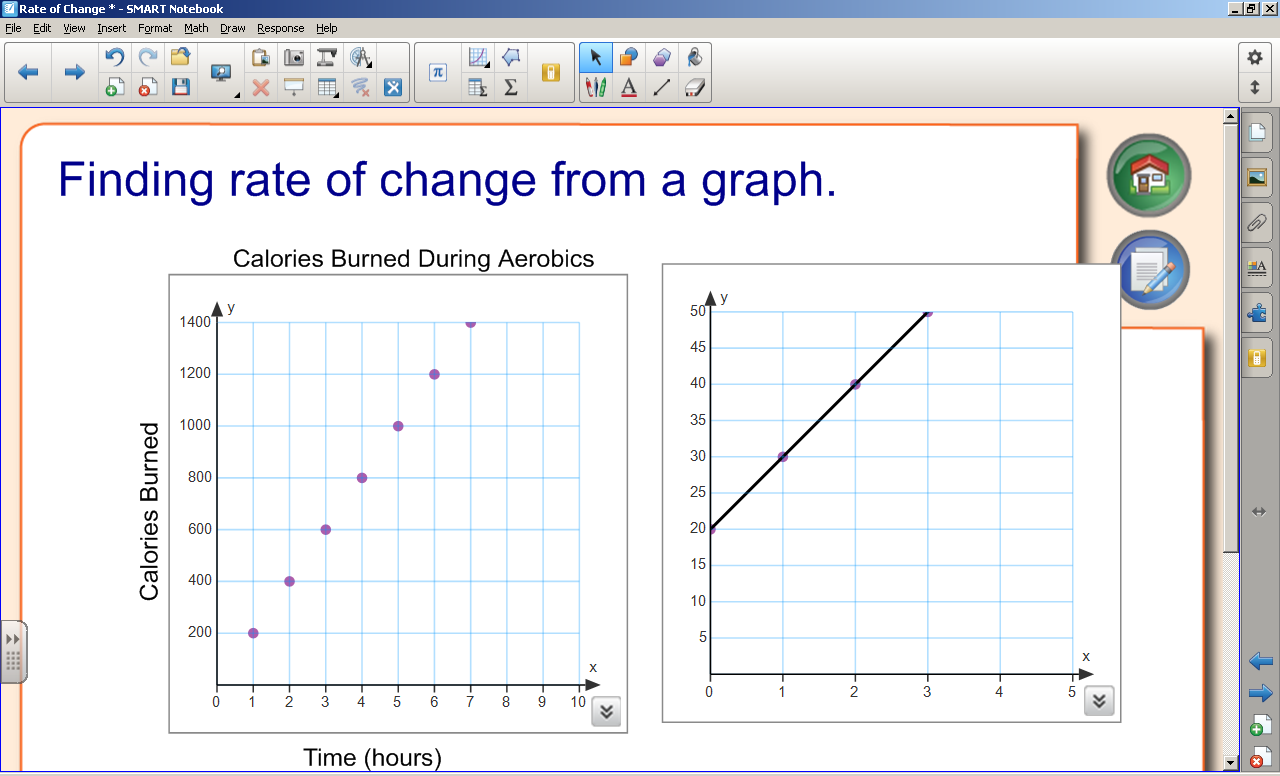 Rate of Change * - SMART Notebook
File Edit View Insert Format Math Draw Response Help
π
Σ
A
Finding rate of change from a graph.
Calories Burned During Aerobics
y
1400
1200
1000
800
600
400
200
x
0 1 2 3 4 5 6 7 8 9 10
Calories Burned
Time (hours)
y
50
45
40
35
30
25
20
15
10
5
x
0 1 2 3 4 5